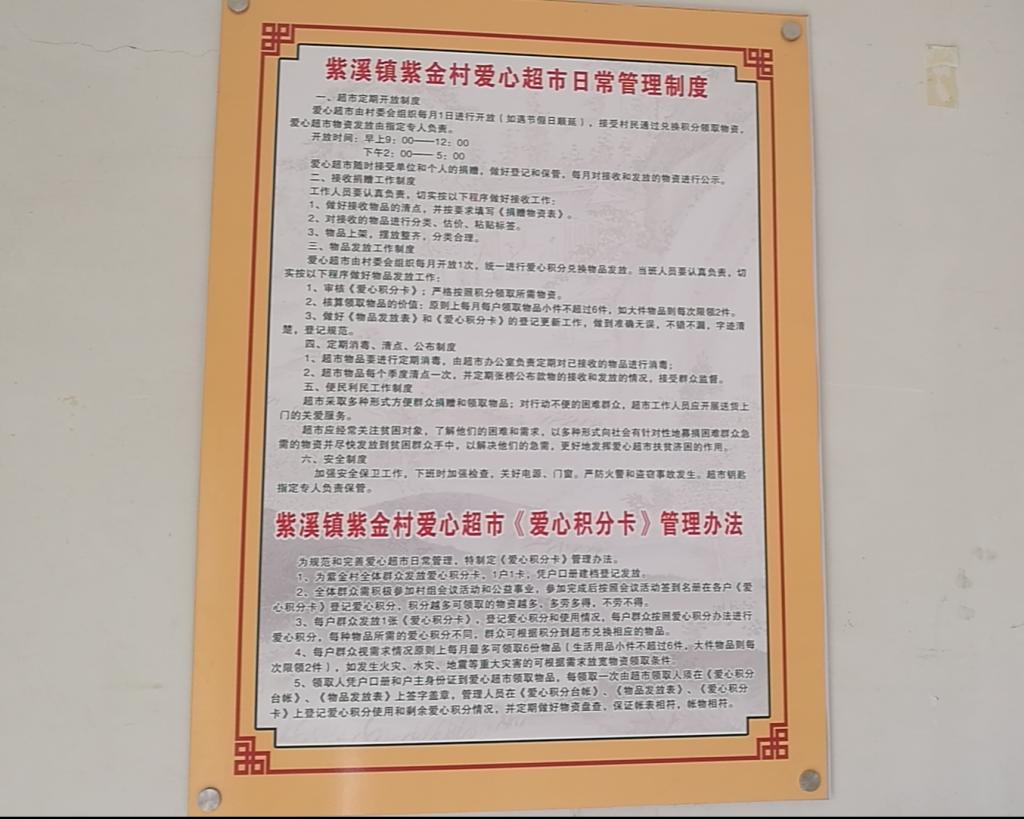 紫溪镇紫金村爱心超市日常管理制度
一、超市定期开放制度
爱心超市由村委会组织每月1日进行开放（如遇节假日顺延），接受村民通过兑换积分领取物资，
爱心超市物资发放由指定专人负责。
开放时间：早上9：00——12：00
下午2：00—— 5：00
爱心超市随时接受单位和个人的捐赠，做好登记和保管，每月对接收和发放的物资进行公示。
二、接收捐赠工作制度
工作人员要认真负责，切实按以下程序做好接收工作：
1、做好接收物品的清点，并按要求填写《捐赠物资表》。
2、对接收的物品进行分类、估价、粘贴标签。
3、物品上架，摆放整齐，分类合理。
三、物品发放工作制度
爱心超市由村委会组织每月开放1次，统一进行爱心积分兑换物品发放。当班人员要认真负责，切
实按以下程序做好物品发放工作：
1、审核《爱心积分卡》；严格按照积分领取所需物资。
2、核算领取物品的价值：原则上每月每户领取物品小件不超过6件，如大件物品则每次限领2件。
3、做好《物品发放表》和《爱心积分卡》的登记更新工作，做到准确无误，不错不漏，字迹清
楚，登记规范。
四、定期消毒、清点、公布制度
1、超市物品要进行定期消毒，由超市办公室负责定期对已接收的物品进行消毒；
2、超市物品每个季度清点一次，并定期张榜公布款物的接收和发放的情况，接受群众监督。
五、便民利民工作制度
超市采取多种形式方便群众捐赠和领取物品；对行动不便的困难群众，超市工作人员应开展送货上
门的关爱服务。
超市应经常关注贫困对象，了解他们的困难和需求，以多种形式向社会有针对性地募捐困难群众急
需的物资并尽快发放到贫困群众手中，以解决他们的急需，更好地发挥爱心超市扶贫济困的作用。
六、安全制度
加强安全保卫工作，下班时加强检查，关好电源、门窗。严防火警和盗窃事故发生。超市钥匙
指定专人负责保管。
紫溪镇紫金村爱心超市《爱心积分卡》管理办法
为规范和完善爱心超市日常管理，特制定《爱心积分卡》管理办法。
1、为紫金村全体群众发放爱心积分卡，1户1卡，凭户口册建档登记发放。
2、全体群众需积极参加村组会议活动和公益事业，参加完成后按照会议活动签到名册在各户《爱
心积分卡》登记爱心积分，积分越多可领取的物资越多，多劳多得，不劳不得。
3、每户群众发放1张《爱心积分卡》，登记爱心积分和使用情况，每户群众按照爱心积分办法进行
爱心积分，每种物品所需的爱心积分不同，群众可根据积分到超市兑换相应的物品。
4、每户群众视需求情况原则上每月最多可领取6份物品（生活用品小件不超过6件，大件物品则每
次限领2件），如发生火灾、水灾、地震等重大灾害的可根据需求放宽物资领取条件。
5、领取人凭户口册和户主身份证到爱心超市领取物品，每领取一次由超市领取人须在《爱心积分
台帐》、《物品发放表》上签字盖章，管理人员在《爱心积分台帐》、《物品发放表》、《爱心积分
卡》上登记爱心积分使用和剩余爱心积分情况，并定期做好物资盘查，保证帐表相符，帐物相符。